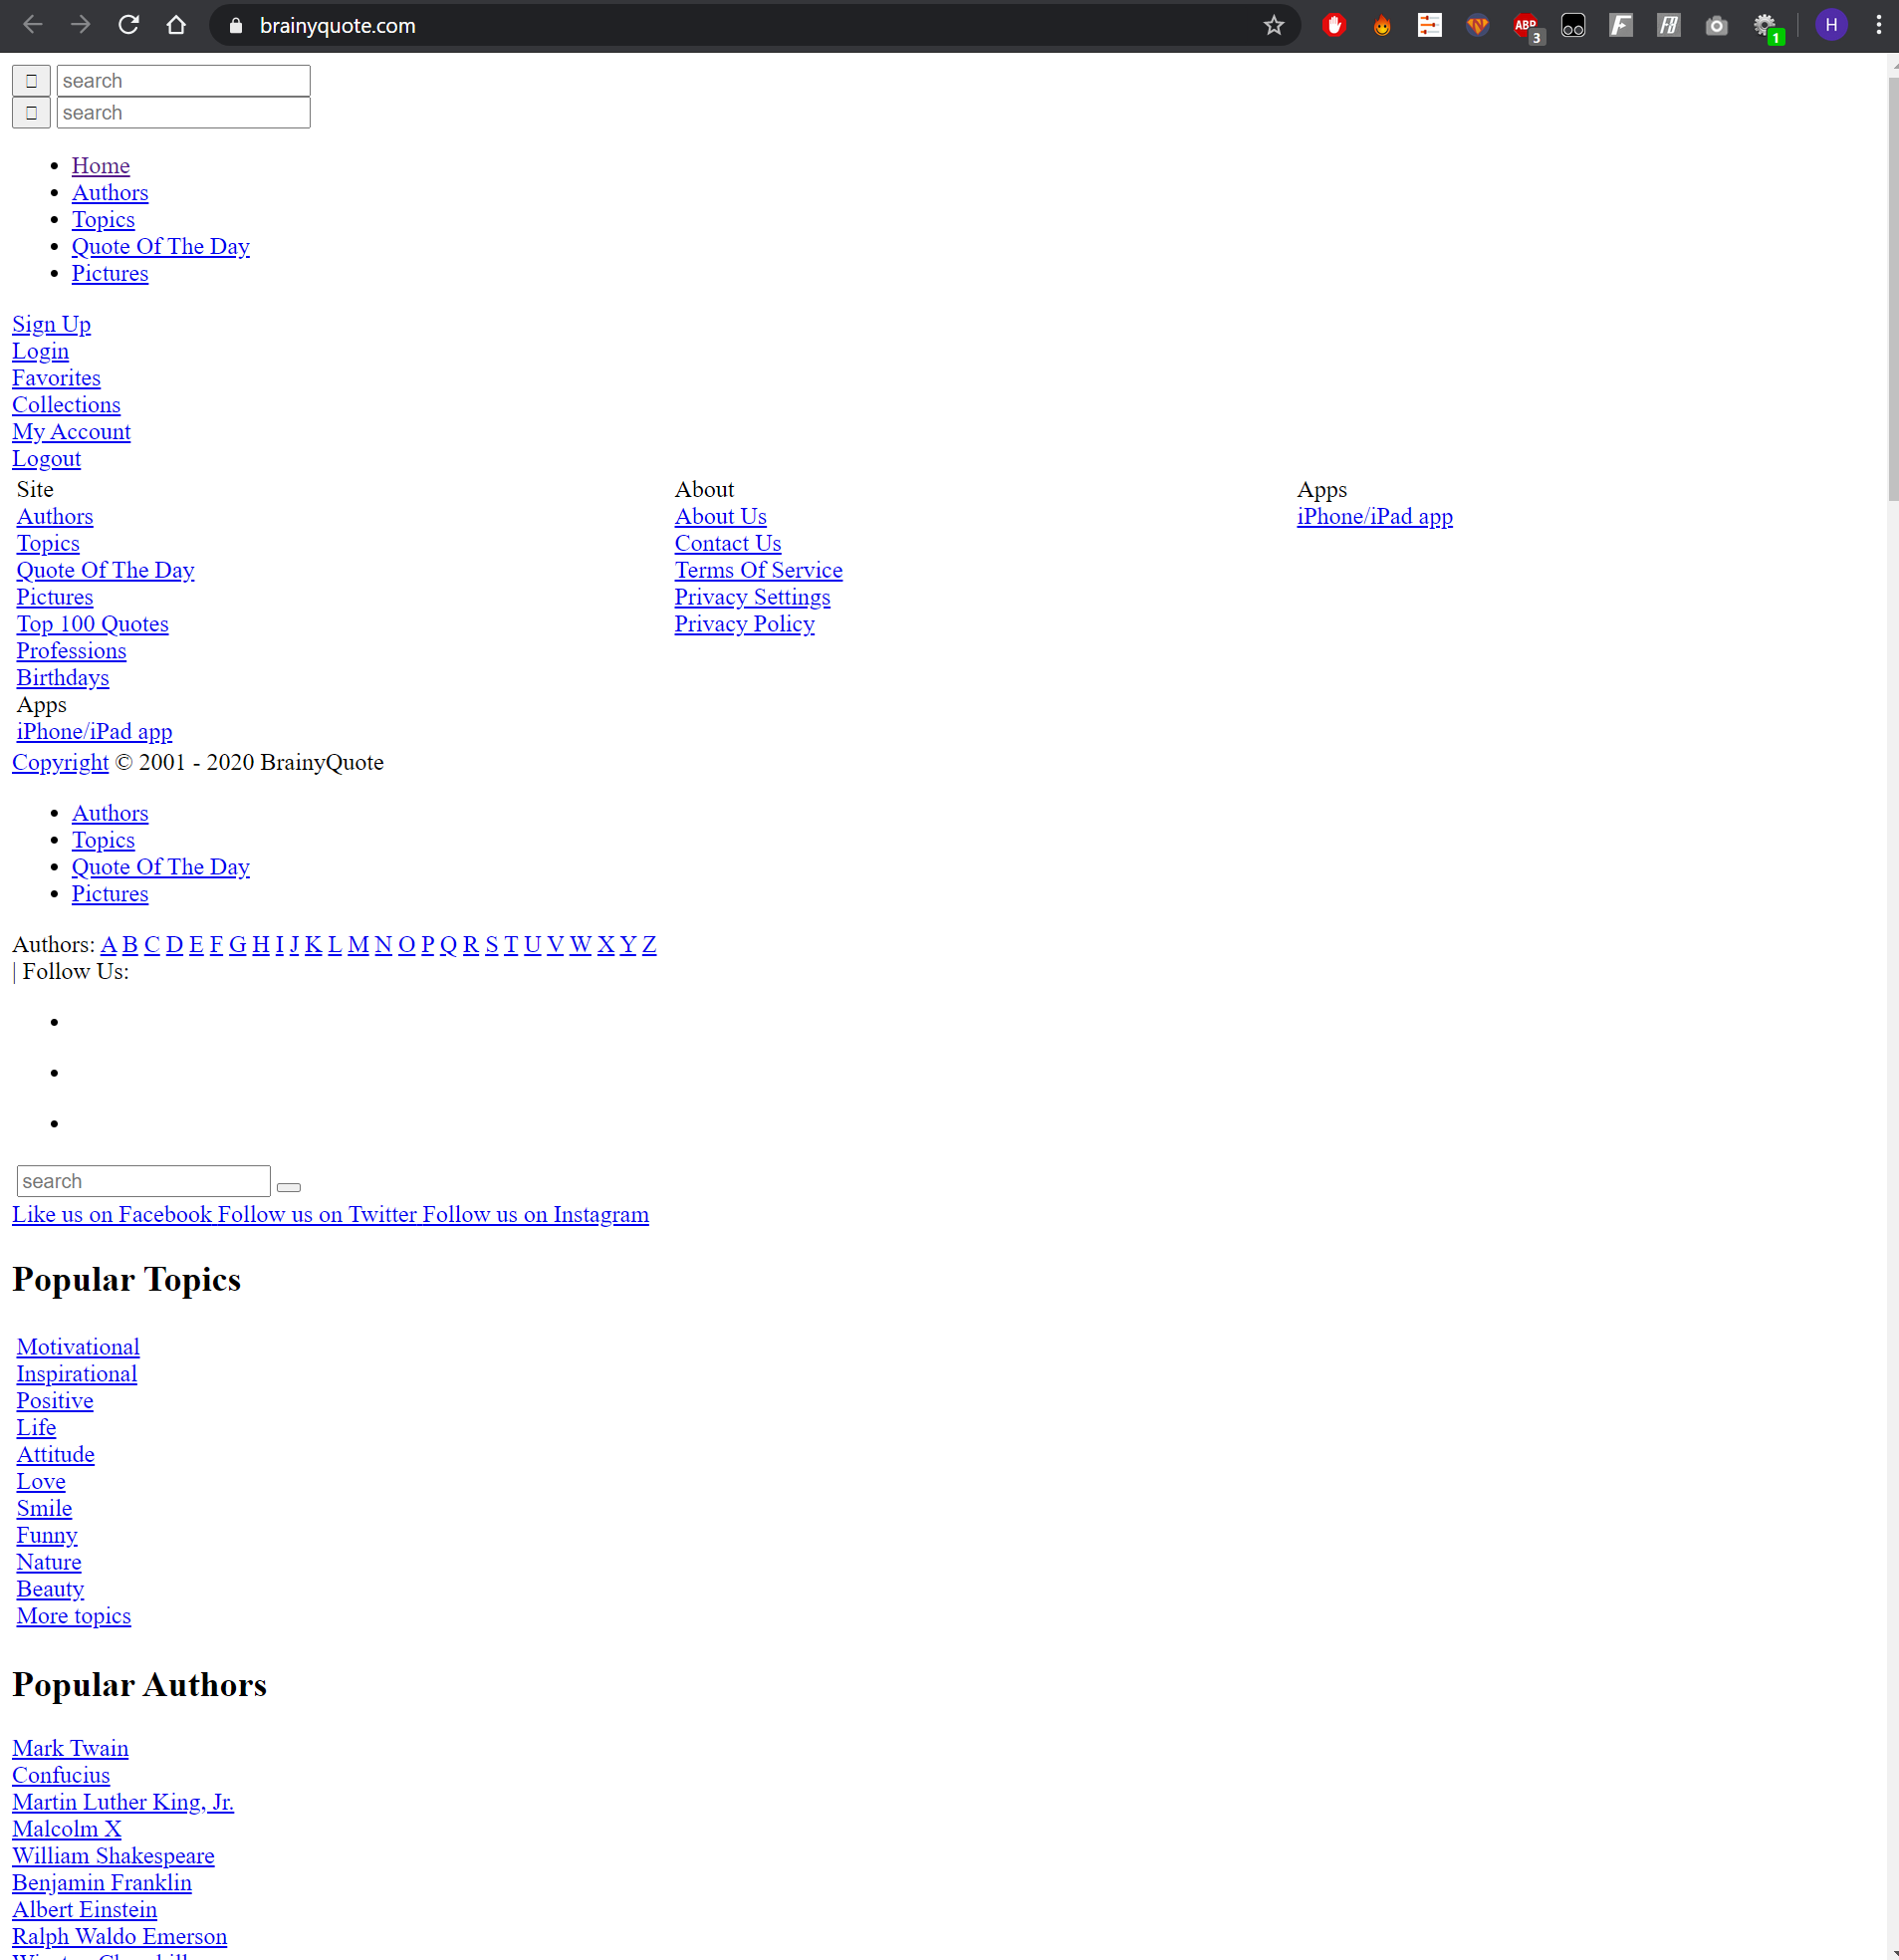 brainyquote.com
ABP
3
1
H
search
search
Home
Authors
Topics
Quote Of The Day
Pictures
Sign Up
Login
Favorites
Collections
My Account
Logout
Site
Authors
Topics
Quote Of The Day
Pictures
Top 100 Quotes
Professions
Birthdays
Apps
iPhone/iPad app
About
About Us
Contact Us
Terms Of Service
Privacy Settings
Privacy Policy
Apps
iPhone/iPad app
Copyright © 2001 - 2020 BrainyQuote
Authors
Topics
Quote Of The Day
Pictures
Authors: A B C D E F G H I J K L M N O P Q R S T U V W X Y Z
| Follow Us:
search
Like us on Facebook Follow us on Twitter Follow us on Instagram
Popular Topics
Motivational
Inspirational
Positive
Life
Attitude
Love
Smile
Funny
Nature
Beauty
More topics
Popular Authors
Mark Twain
Confucius
Martin Luther King, Jr.
Malcolm X
William Shakespeare
Benjamin Franklin
Albert Einstein
Ralph Waldo Emerson